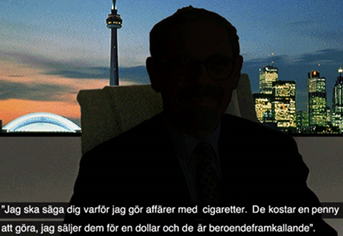 "Jag ska säga dig varför jag gör affärer med  cigaretter.  De kostar en penny
att göra, jag säljer dem för en dollar och de  är beroendeframkallande".